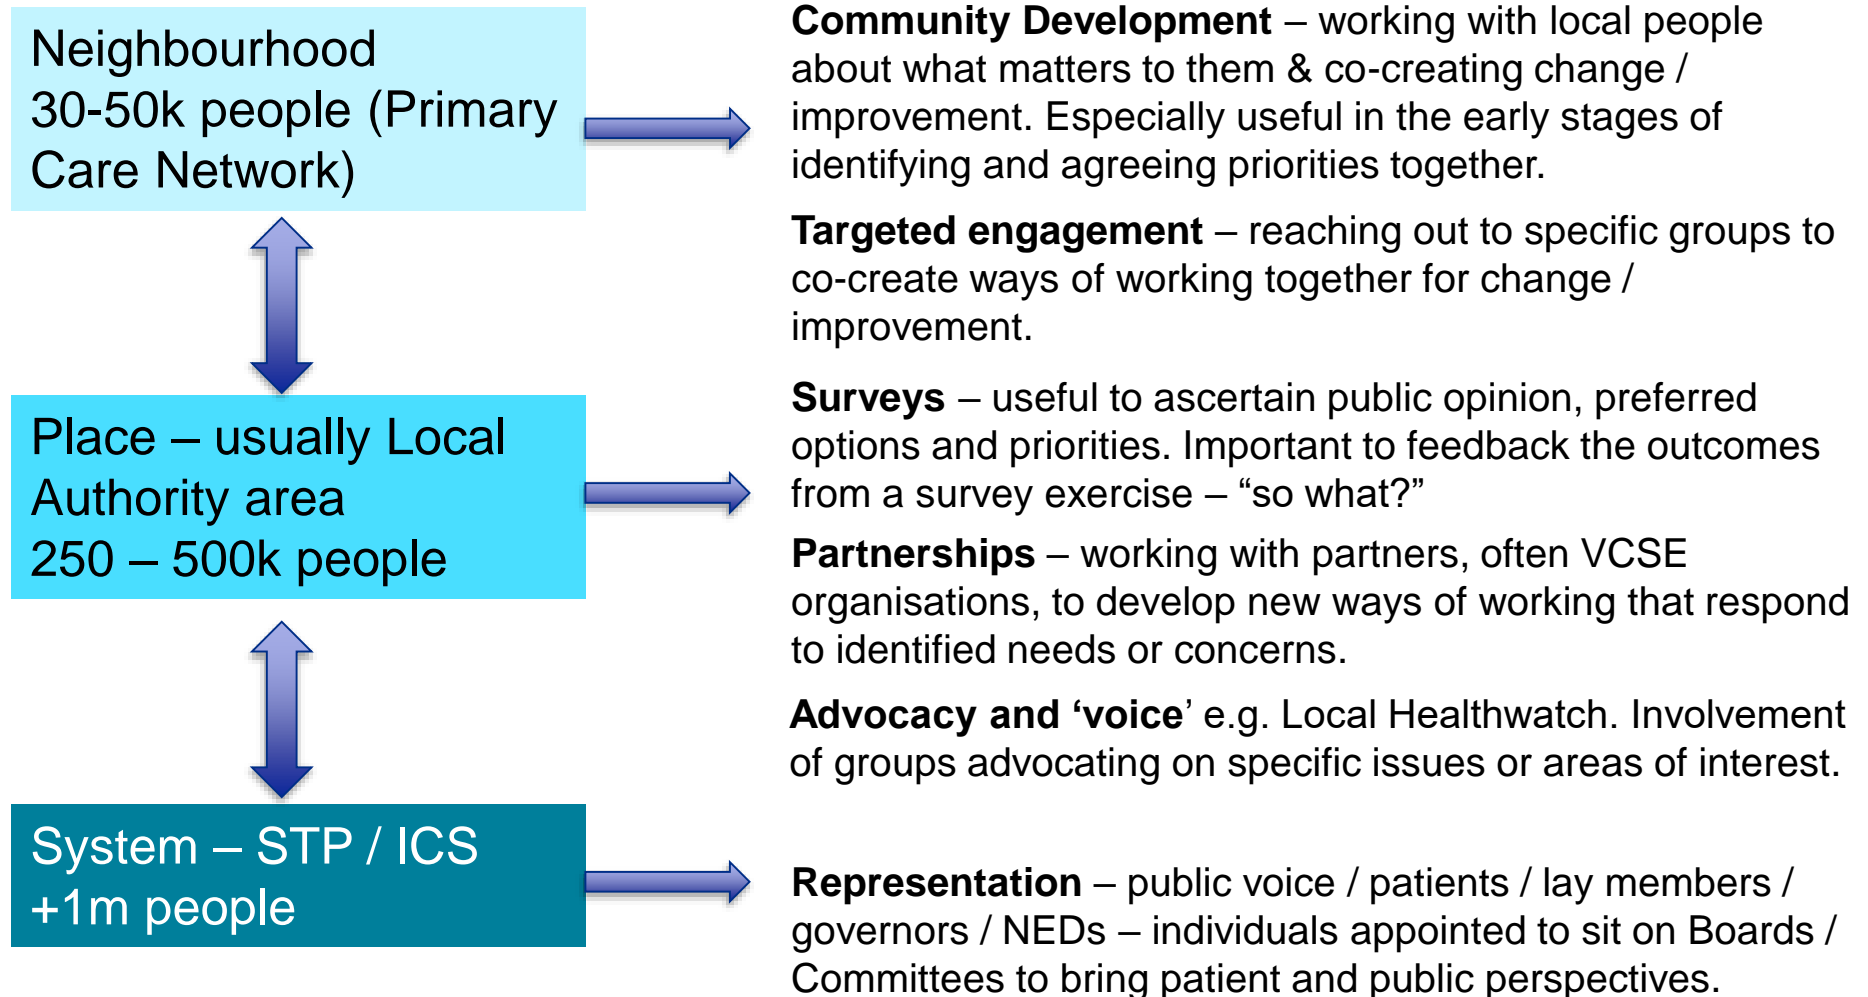 Neighbourhood
30-50k people (Primary
Care Network)
Community Development – working with local people
about what matters to them & co-creating change /
improvement. Especially useful in the early stages of
identifying and agreeing priorities together.
Targeted engagement – reaching out to specific groups to
co-create ways of working together for change /
improvement.
Place – usually Local
Authority area
250 – 500k people
Surveys – useful to ascertain public opinion, preferred
options and priorities. Important to feedback the outcomes
from a survey exercise – “so what?”
Partnerships – working with partners, often VCSE
organisations, to develop new ways of working that respond
to identified needs or concerns.
Advocacy and ‘voice’ e.g. Local Healthwatch. Involvement
of groups advocating on specific issues or areas of interest.
System – STP / ICS
+1m people
Representation – public voice / patients / lay members /
governors / NEDs – individuals appointed to sit on Boards /
Committees to bring patient and public perspectives.